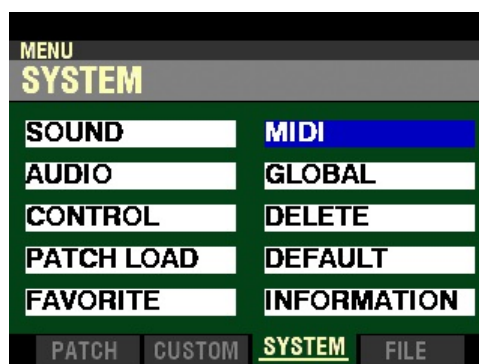 MENU
SYSTEM
SOUND MIDI
AUDIO GLOBAL
CONTROL DELETE
PATCH LOAD DEFAULT
FAVORITE INFORMATION
PATCH CUSTOM SYSTEM FILE